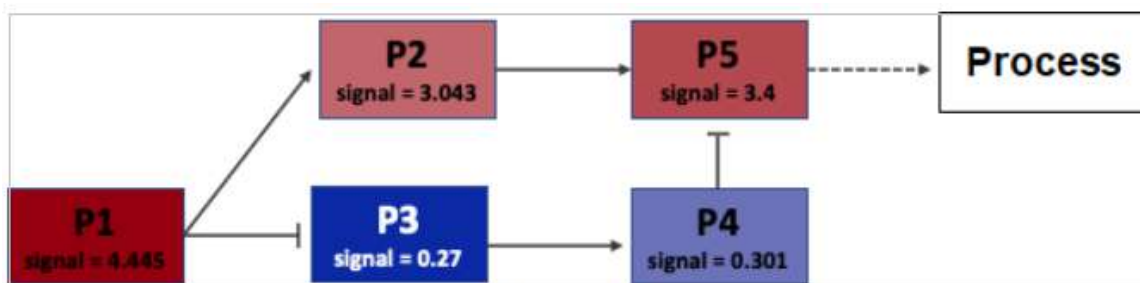 P2
signal = 3.043
P5
signal = 3.4
Process
P1
signal = 4.445
P3
signal = 0.27
P4
signal = 0.301